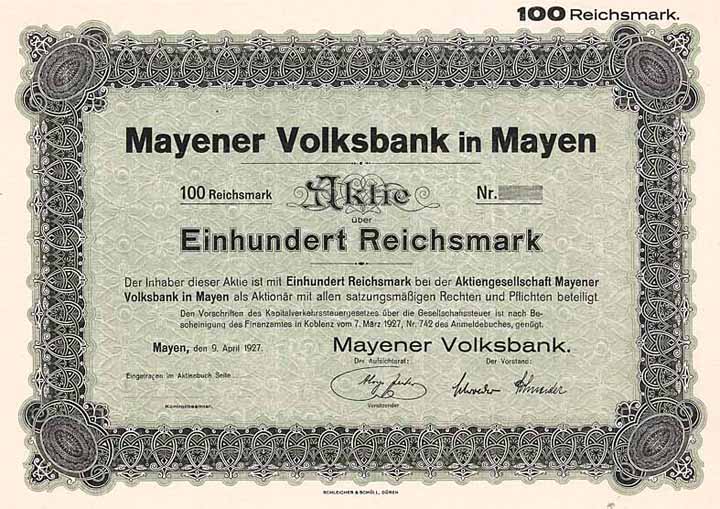 100 Reichsmark.
Mayener Volksbank in Mayen
100 Reichsmark Aktie Nr.
über
Einhundert Reichsmark
Der Inhaber dieser Aktie ist mit Einhundert Reichsmark bei der Aktiengesellschaft Mayener
Volksbank in Mayen als Aktionär mit allen satzungsmäßigen Rechten und Pflichten beteiligt.
Den Vorschriften des Kapitalverkehrssteuergesetzes über die Gesellschaftssteuer ist nach Be-
scheinigung des Finanzamtes in Koblenz vom 7. März 1927, Nr. 742 des Anmeldebuches, genügt.
Mayen, den 9. April 1927.
Mayener Volksbank.
Der Aufsichtsrat: Der Vorstand:
Eingetragen im Aktienbuch Seite
Schroeder Schneider
Kontrollbeamter. Vorsitzender
SCHLEICHER & SCHÜLL, DÜREN